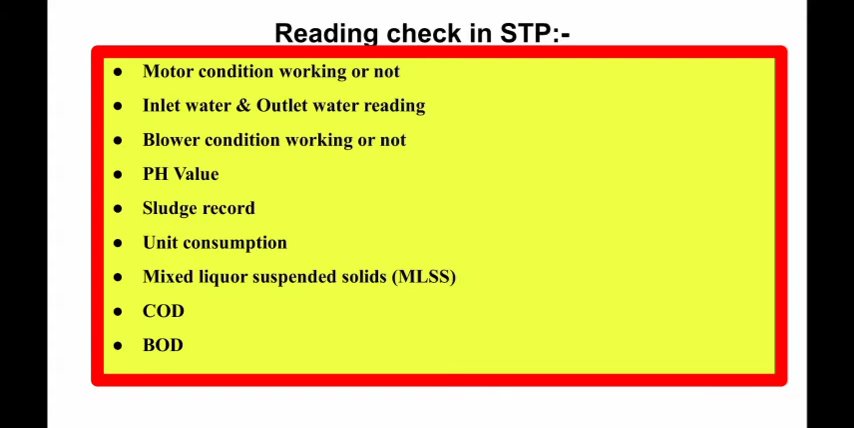 Reading check in STP:-
● Motor condition working or not
● Inlet water & Outlet water reading
● Blower condition working or not
● PH Value
● Sludge record
● Unit consumption
● Mixed liquor suspended solids (MLSS)
● COD
● BOD